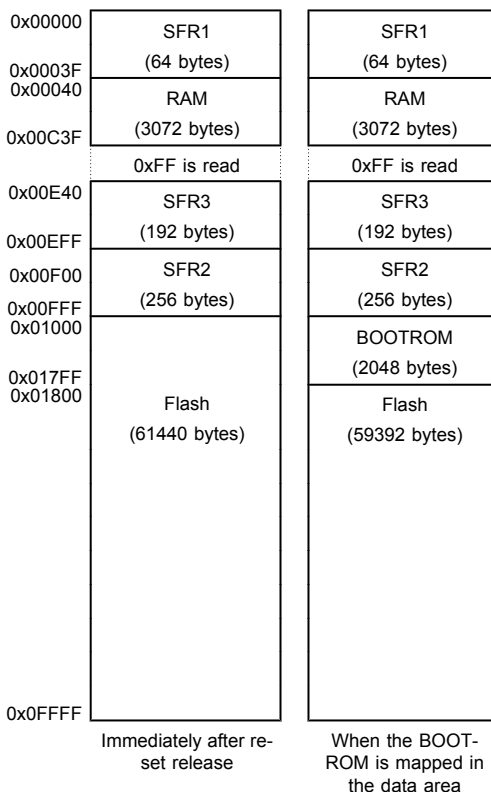 0x00000
SFR1
SFR1
(64 bytes)
(64 bytes)
0x0003F
0x00040
RAM
RAM
(3072 bytes)
(3072 bytes)
0x00C3F
0xFF is read
0xFF is read
0x00E40
SFR3
SFR3
(192 bytes)
(192 bytes)
0x00EFF
0x00F00
SFR2
SFR2
(256 bytes)
(256 bytes)
0x00FFF
0x01000
BOOTROM
(2048 bytes)
0x017FF
0x01800
Flash
Flash
(61440 bytes)
(59392 bytes)
0x0FFFF
Immediately after re-
set release
When the BOOT-
ROM is mapped in
the data area